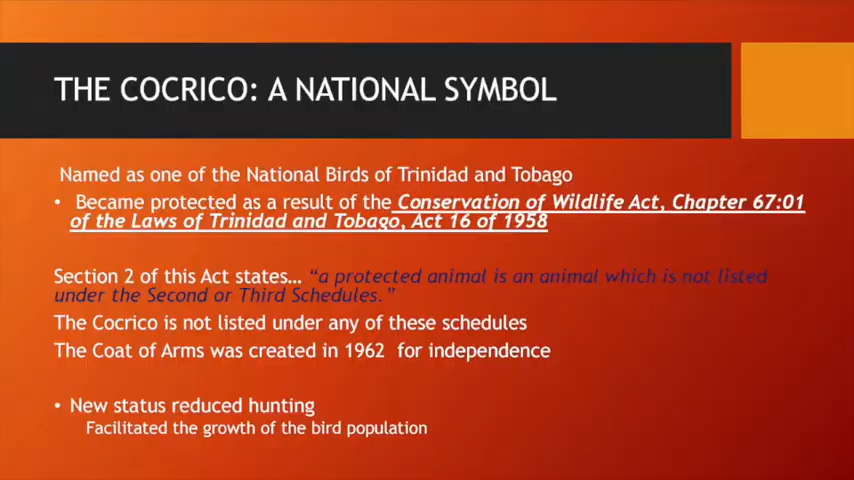 THE COCRICO: A NATIONAL SYMBOL
Named as one of the National Birds of Trinidad and Tobago
• Became protected as a result of the Conservation of Wildlife Act, Chapter 67:01
of the Laws of Trinidad and Tobago, Act 16 of 1958
Section 2 of this Act states… “a protected animal is an animal which is not listed
under the Second or Third Schedules.”
The Cocrico is not listed under any of these schedules
The Coat of Arms was created in 1962 for independence
• New status reduced hunting
Facilitated the growth of the bird population